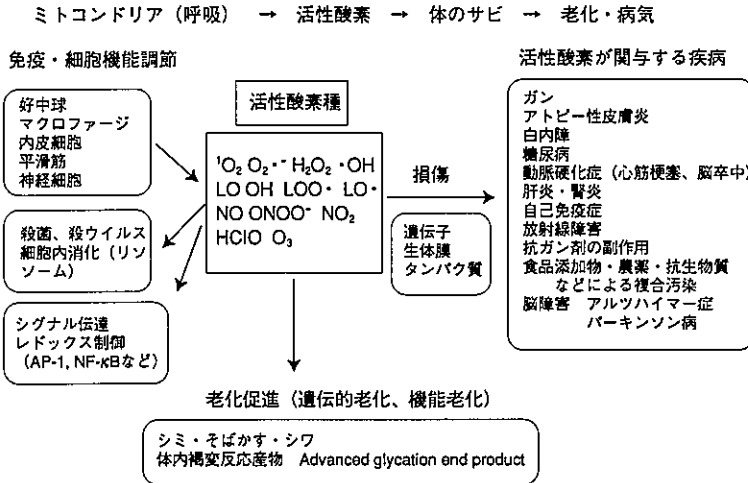 ミトコンドリア（呼吸） → 活性酸素 → 体のサビ → 老化・病気
免疫・細胞機能調節
好中球
マクロファージ
内皮細胞
平滑筋
神経細胞
殺菌、殺ウイルス
細胞内消化（リソ
ソーム）
シグナル伝達
レドックス制御
（AP-1, NF-κBなど）
活性酸素種
¹O₂ O₂・⁻ H₂O₂ ・OH
LO OH LOO・ LO・
NO ONOO⁻ NO₂
HClO O₃
損傷
遺伝子
生体膜
タンパク質
活性酸素が関与する疾病
ガン
アトピー性皮膚炎
白内障
糖尿病
動脈硬化症（心筋梗塞、脳卒中）
肝炎・腎炎
自己免疫症
放射線障害
抗ガン剤の副作用
食品添加物・農薬・抗生物質
などによる複合汚染
脳障害 アルツハイマー症
パーキンソン病
老化促進（遺伝的老化、機能老化）
シミ・そばかす・シワ
体内褐変反応産物 Advanced glycation end product